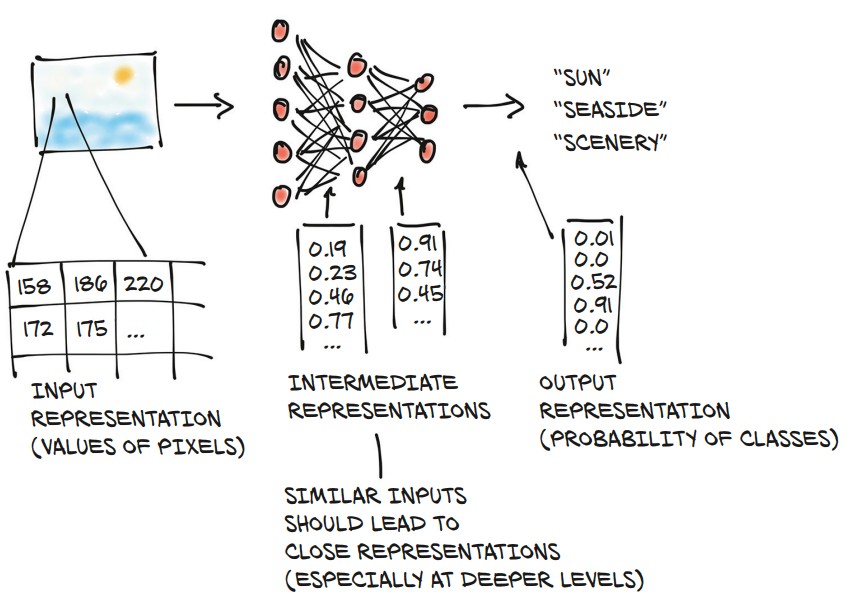 "SUN"
"SEASIDE"
"SCENERY"
158 186 220
172 175 ...
0.19
0.23
0.46
0.77
...
0.91
0.74
0.45
...
0.01
0.0
0.52
0.91
0.0
...
INPUT
REPRESENTATION
(VALUES OF PIXELS)
INTERMEDIATE
REPRESENTATIONS
OUTPUT
REPRESENTATION
(PROBABILITY OF CLASSES)
SIMILAR INPUTS
SHOULD LEAD TO
CLOSE REPRESENTATIONS
(ESPECIALLY AT DEEPER LEVELS)